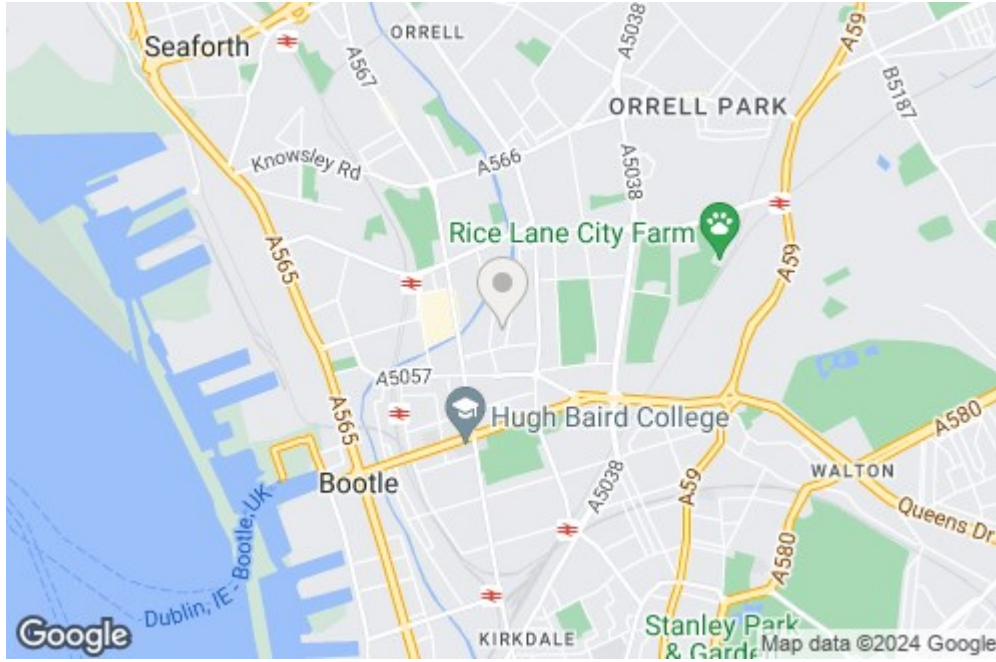 Seaforth
ORRELL
A567
A5038
A59
B5187
ORRELL PARK
Knowsley Rd
A566
A5038
Rice Lane City Farm
A565
A59
A5057
Hugh Baird College
A565
A580
Bootle
A5038
A59
WALTON
Queens Dr.
A580
Dublin, IE - Bootle, UK
KIRKDALE
Stanley Park
& Garde
Google
Map data ©2024 Google